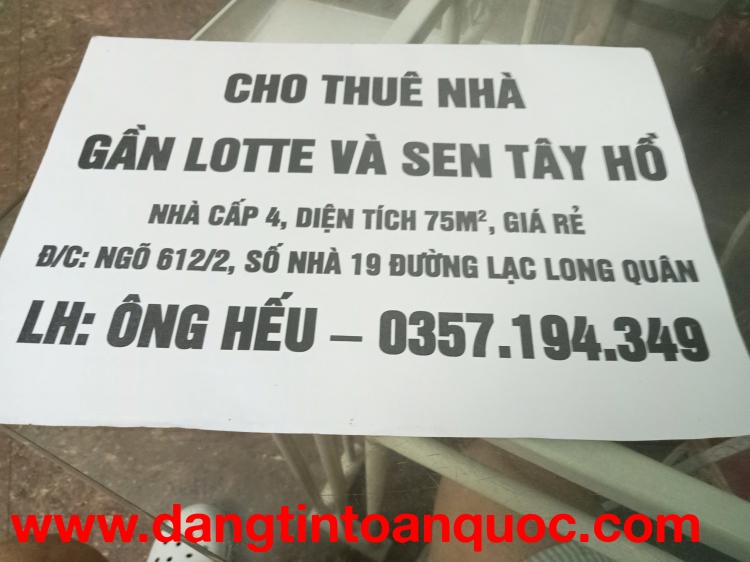 CHO THUÊ NHÀ
GẦN LOTTE VÀ SEN TÂY HỒ
NHÀ CẤP 4, DIỆN TÍCH 75M², GIÁ RẺ
Đ/C: NGÕ 612/2, SỐ NHÀ 19 ĐƯỜNG LẠC LONG QUÂN
LH: ÔNG HẾU – 0357.194.349
www.dangtintoanquoc.com